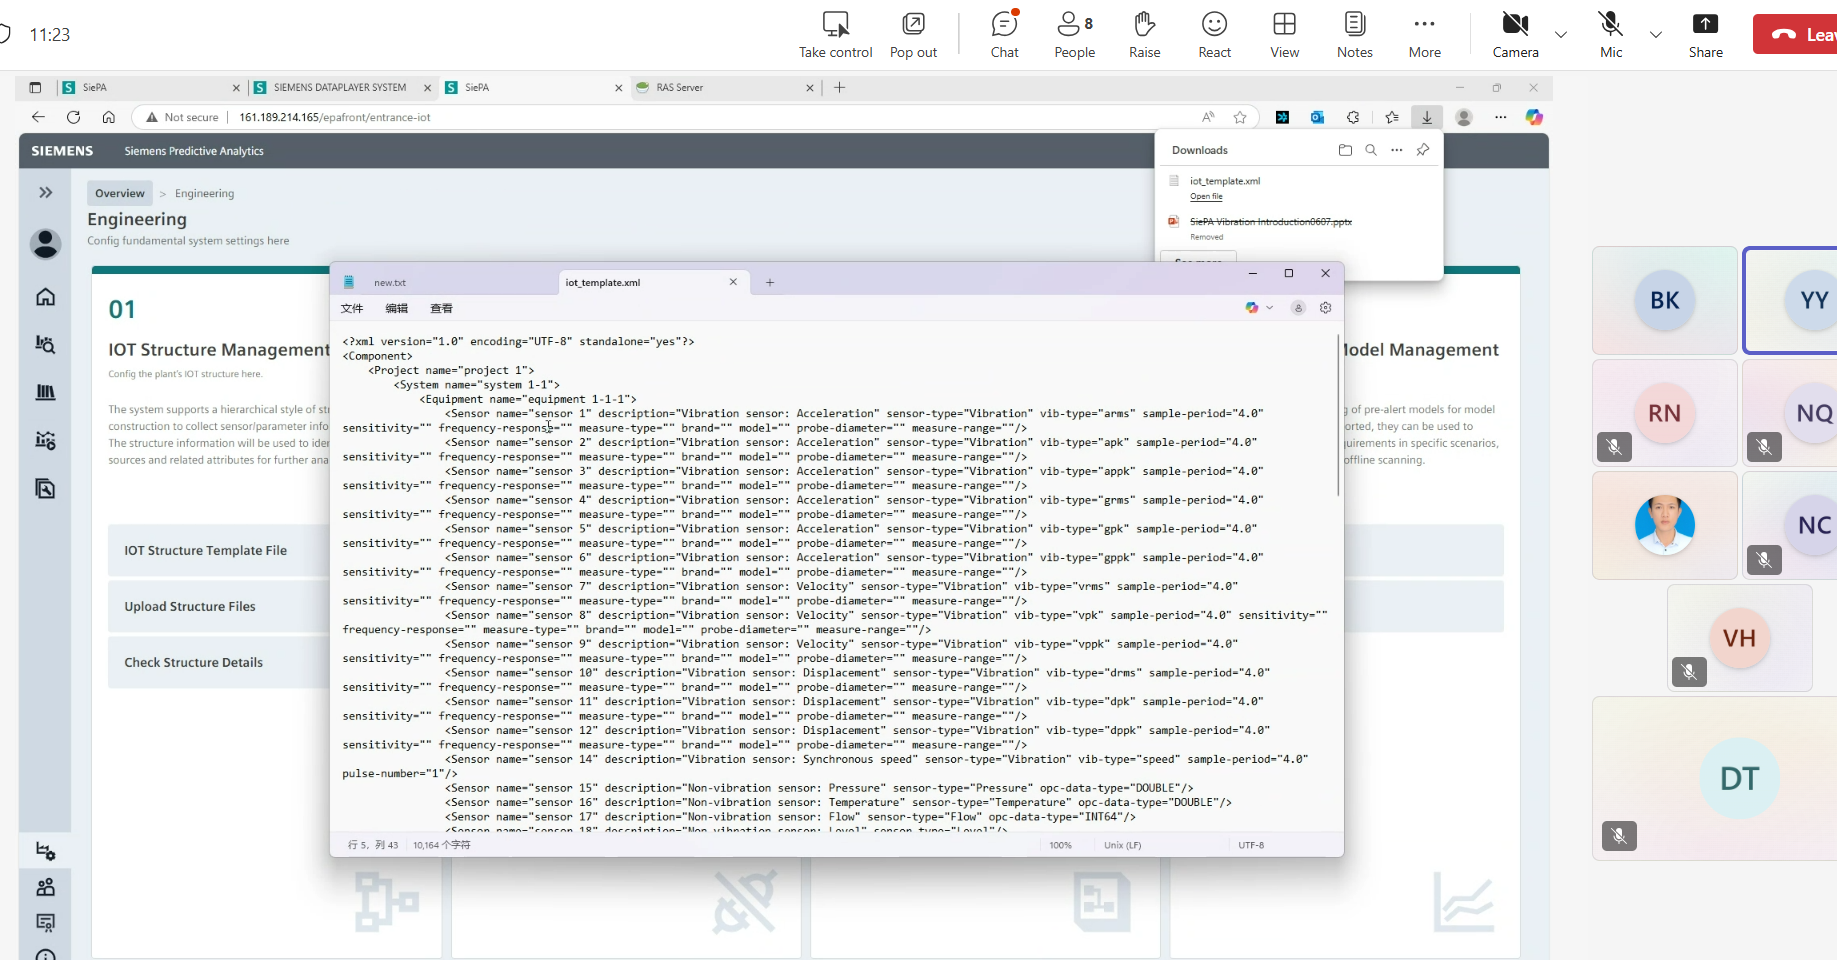 11:23
Take control
Pop out
Chat
8
People
Raise
React
View
Notes
More
Camera
Mic
Share
SiePA
SIEMENS DATAPLAYER SYSTEM
SiePA
RAS Server
Not secure
161.189.214.165/epafront/entrance-iot
SIEMENS
Siemens Predictive Analytics
Downloads
iot_template.xml
Open file
SiePA Vibration Introduction0607.pptx
Removed
Overview > Engineering
Engineering
Config fundamental system settings here
01
IOT Structure Management
Config the plant's IOT structure here.
The system supports a hierarchical style of
construction to collect sensor/parameter
The structure information will be used to
sources and related attributes for further
IOT Structure Template File
Upload Structure Files
Check Structure Details
new.txt
iot_template.xml
文件
编辑
查看
<?xml version="1.0" encoding="UTF-8" standalone="yes"?>
<Component>
<Project name="project 1">
<System name="system 1-1">
<Equipment name="equipment 1-1-1">
<Sensor name="sensor 1" description="Vibration sensor: Acceleration" sensor-type="Vibration" vib-type="arms" sample-period="4.0"
sensitivity="" frequency-response="" measure-type="" brand="" model="" probe-diameter="" measure-range=""/>
<Sensor name="sensor 2" description="Vibration sensor: Acceleration" sensor-type="Vibration" vib-type="apk" sample-period="4.0"
sensitivity="" frequency-response="" measure-type="" brand="" model="" probe-diameter="" measure-range=""/>
<Sensor name="sensor 3" description="Vibration sensor: Acceleration" sensor-type="Vibration" vib-type="appk" sample-period="4.0"
sensitivity="" frequency-response="" measure-type="" brand="" model="" probe-diameter="" measure-range=""/>
<Sensor name="sensor 4" description="Vibration sensor: Acceleration" sensor-type="Vibration" vib-type="grms" sample-period="4.0"
sensitivity="" frequency-response="" measure-type="" brand="" model="" probe-diameter="" measure-range=""/>
<Sensor name="sensor 5" description="Vibration sensor: Acceleration" sensor-type="Vibration" vib-type="gpk" sample-period="4.0"
sensitivity="" frequency-response="" measure-type="" brand="" model="" probe-diameter="" measure-range=""/>
<Sensor name="sensor 6" description="Vibration sensor: Acceleration" sensor-type="Vibration" vib-type="gppk" sample-period="4.0"
sensitivity="" frequency-response="" measure-type="" brand="" model="" probe-diameter="" measure-range=""/>
<Sensor name="sensor 7" description="Vibration sensor: Velocity" sensor-type="Vibration" vib-type="vrms" sample-period="4.0"
sensitivity="" frequency-response="" measure-type="" brand="" model="" probe-diameter="" measure-range=""/>
<Sensor name="sensor 8" description="Vibration sensor: Velocity" sensor-type="Vibration" vib-type="vpk" sample-period="4.0" sensitivity=""
frequency-response="" measure-type="" brand="" model="" probe-diameter="" measure-range=""/>
<Sensor name="sensor 9" description="Vibration sensor: Velocity" sensor-type="Vibration" vib-type="vppk" sample-period="4.0"
sensitivity="" frequency-response="" measure-type="" brand="" model="" probe-diameter="" measure-range=""/>
<Sensor name="sensor 10" description="Vibration sensor: Displacement" sensor-type="Vibration" vib-type="drms" sample-period="4.0"
sensitivity="" frequency-response="" measure-type="" brand="" model="" probe-diameter="" measure-range=""/>
<Sensor name="sensor 11" description="Vibration sensor: Displacement" sensor-type="Vibration" vib-type="dpk" sample-period="4.0"
sensitivity="" frequency-response="" measure-type="" brand="" model="" probe-diameter="" measure-range=""/>
<Sensor name="sensor 12" description="Vibration sensor: Displacement" sensor-type="Vibration" vib-type="dppk" sample-period="4.0"
sensitivity="" frequency-response="" measure-type="" brand="" model="" probe-diameter="" measure-range=""/>
<Sensor name="sensor 14" description="Vibration sensor: Synchronous speed" sensor-type="Vibration" vib-type="speed" sample-period="4.0"
pulse-number="1"/>
<Sensor name="sensor 15" description="Non-vibration sensor: Pressure" sensor-type="Pressure" opc-data-type="DOUBLE"/>
<Sensor name="sensor 16" description="Non-vibration sensor: Temperature" sensor-type="Temperature" opc-data-type="DOUBLE"/>
<Sensor name="sensor 17" description="Non-vibration sensor: Flow" sensor-type="Flow" opc-data-type="INT64"/>
<Sensor name="sensor 18" description="Non-vibration sensor: Level" sensor-type="Level"/>
行 5, 列 43
10,164 个字符
100%
Unix (LF)
UTF-8
Model Management
of pre-alert models for model
they can be used to
in specific scenarios,
offline scanning.
BK
YY
RN
NQ
NC
VH
DT